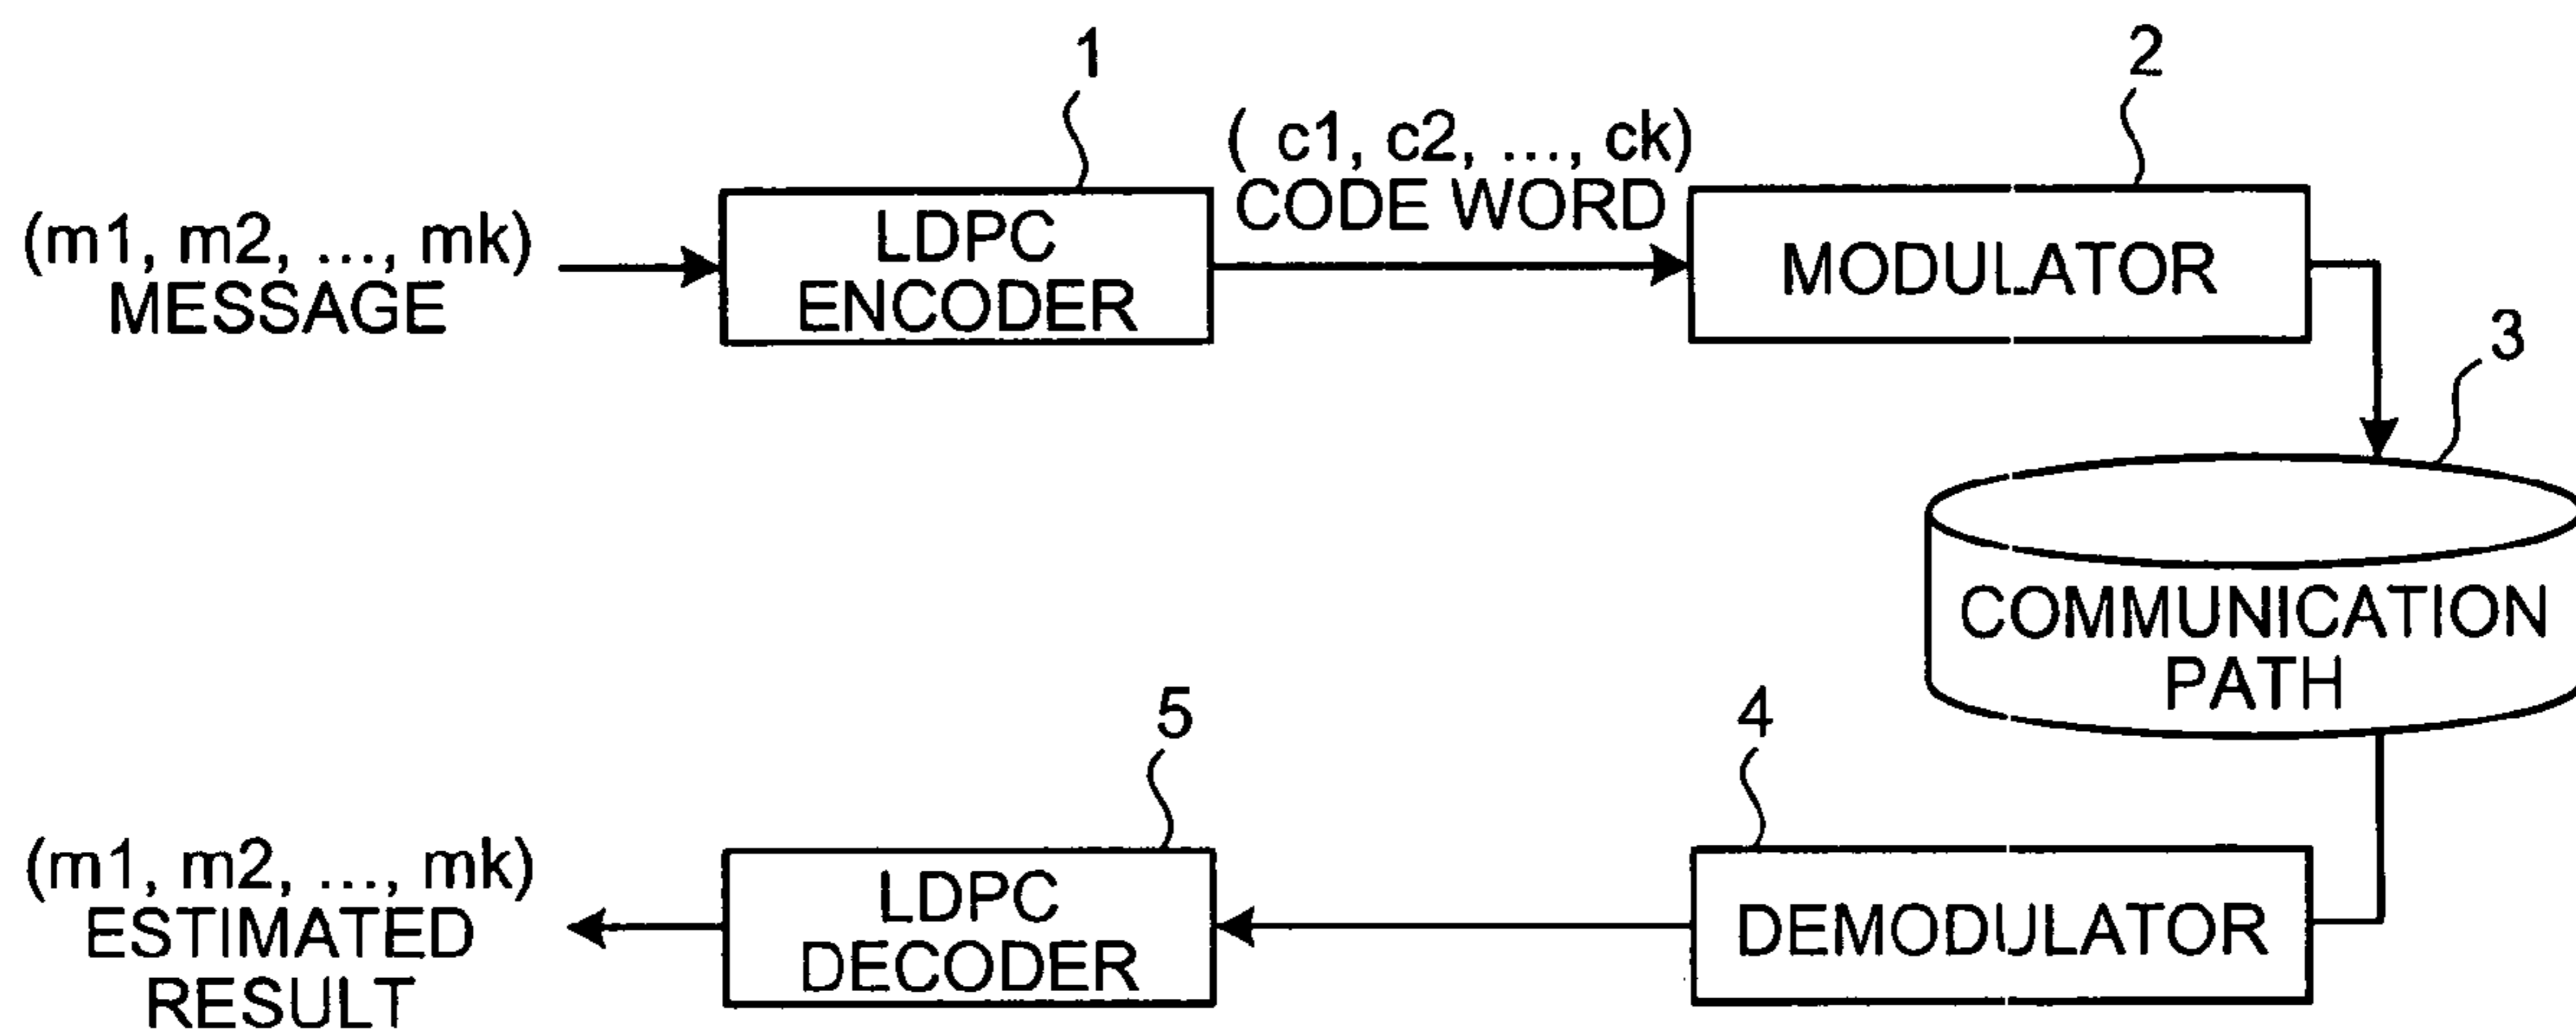 1
2
( c1, c2, ..., ck)
CODE WORD
(m1, m2, ..., mk)
MESSAGE
LDPC
ENCODER
MODULATOR
3
COMMUNICATION
PATH
5
4
(m1, m2, ..., mk)
ESTIMATED
RESULT
LDPC
DECODER
DEMODULATOR